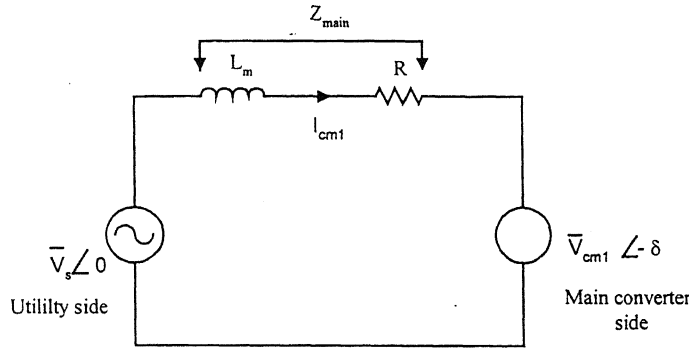 Z_main
L_m
R
I_cm1
V̅_s∠0
V̅_cm1 ∠-δ
Utililty side
Main converter
side